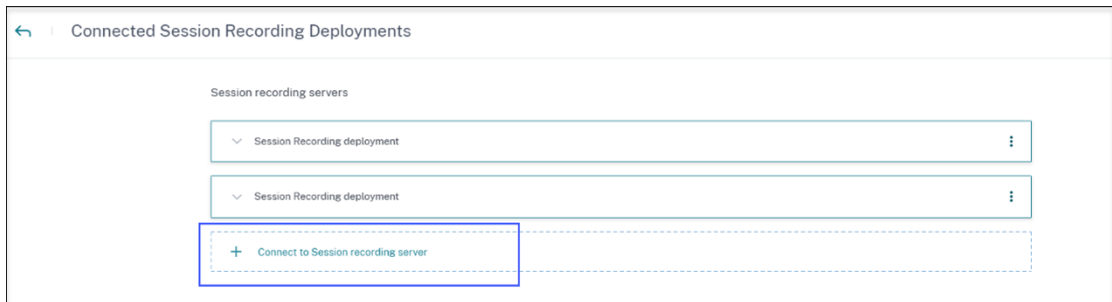 Connected Session Recording Deployments
Session recording servers
Session Recording deployment
Session Recording deployment
+ Connect to Session recording server